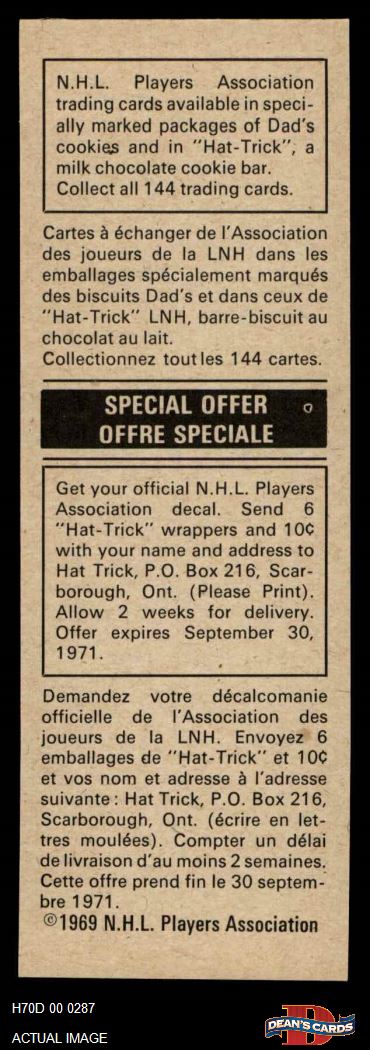 N.H.L. Players Association
trading cards available in speci-
ally marked packages of Dad's
cookies and in "Hat-Trick", a
milk chocolate cookie bar.
Collect all 144 trading cards.
Cartes à échanger de l'Association
des joueurs de la LNH dans les
emballages spécialement marqués
des biscuits Dad's et dans ceux de
"Hat-Trick" LNH, barre-biscuit au
chocolat au lait.
Collectionnez toutles 144 cartes.
SPECIAL OFFER
OFFRE SPECIALE
Get your official N.H.L. Players
Association decal. Send 6
"Hat-Trick" wrappers and 10¢
with your name and address to
Hat Trick, P.O. Box 216, Scar-
borough, Ont. (Please Print).
Allow 2 weeks for delivery.
Offer expires September 30,
1971.
Demandez votre décalcomanie
officielle de l'Association des
joueurs de la LNH. Envoyez 6
emballages de "Hat-Trick" et 10¢
et vos nom et adresse à l'adresse
suivante: Hat Trick, P.O. Box 216,
Scarborough, Ont. (écrire en let-
tres moulées). Compter un délai
de livraison d'au moins 2 semaines.
Cette offre prend fin le 30 septem-
bre 1971.
©1969 N.H.L. Players Association
H70D 00 0287
ACTUAL IMAGE
D
DEAN'S CARDS